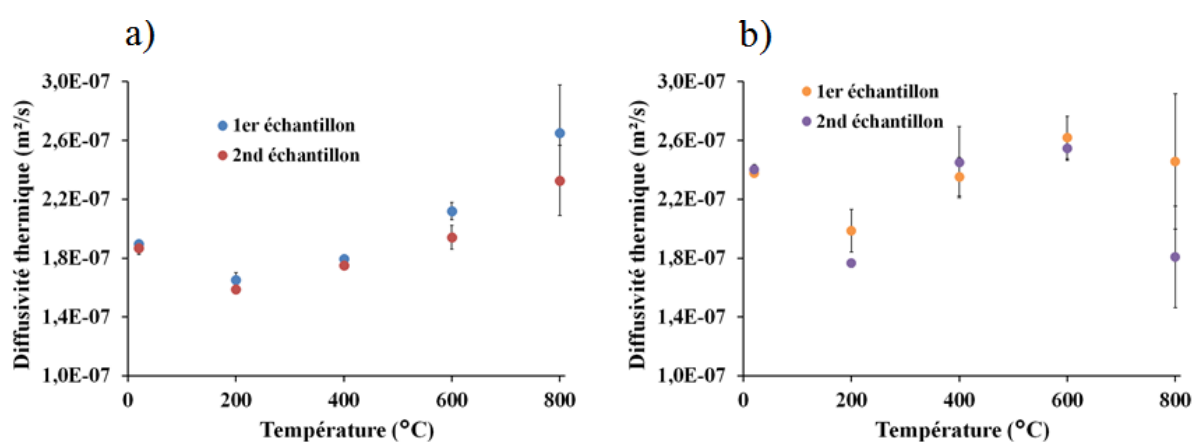 a)
3,0E-07
2,6E-07
2,2E-07
1,8E-07
1,4E-07
1,0E-07
Diffusivité thermique (m²/s)
1er échantillon
2nd échantillon
0 200 400 600 800
Température (°C)
b)
3,0E-07
2,6E-07
2,2E-07
1,8E-07
1,4E-07
1,0E-07
Diffusivité thermique (m²/s)
1er échantillon
2nd échantillon
0 200 400 600 800
Température (°C)